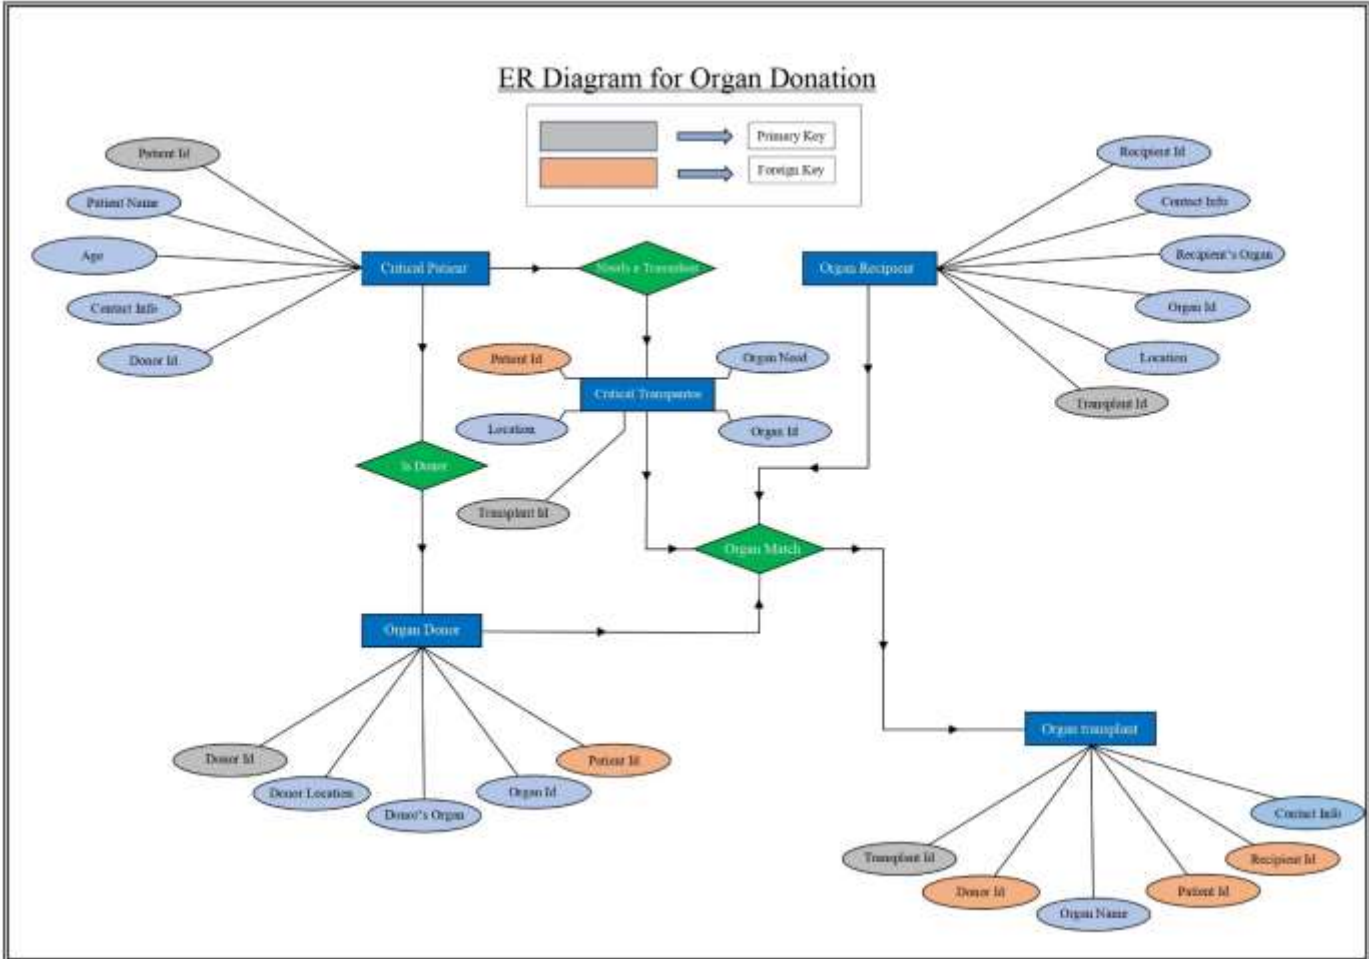 ER Diagram for Organ Donation
Primary Key
Foreign Key
Patient Id
Patient Name
Age
Contact Info
Donor Id
Critical Patient
Needs a Transplant
Organ Recipient
Recipient Id
Contact Info
Recipient's Organ
Organ Id
Location
Transplant Id
Patient Id
Organ Need
Critical Transpantos
Location
Organ Id
Transplant Id
Is Donor
Organ Match
Organ Donor
Donor Id
Donor Location
Donor's Organ
Organ Id
Patient Id
Organ transplant
Transplant Id
Donor Id
Organ Name
Patient Id
Recipient Id
Contact Info